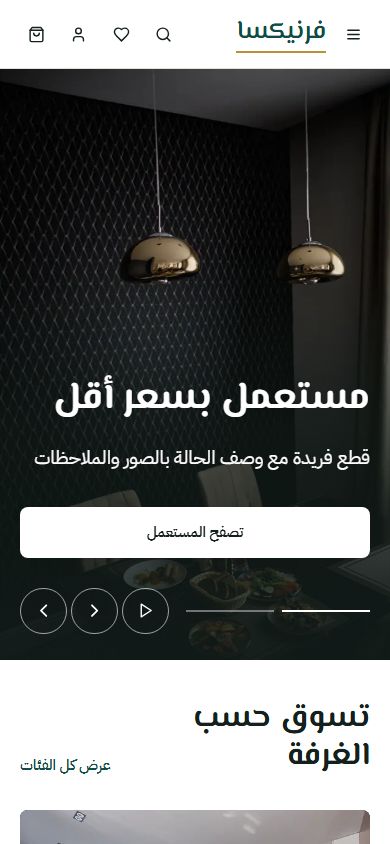 فرنيكسا
مستعمل بسعر أقل
قطع فريدة مع وصف الحالة بالصور والملاحظات
تصفح المستعمل
تسوق حسب
الغرفة
عرض كل الفئات